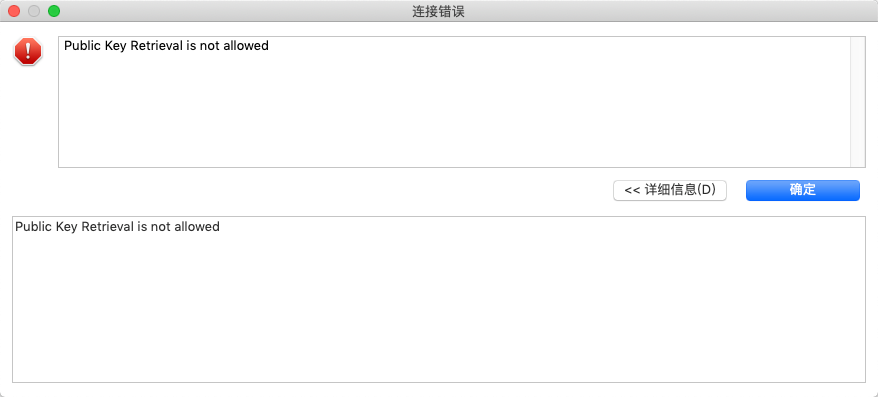 连接错误
Public Key Retrieval is not allowed
<< 详细信息(D)
确定
Public Key Retrieval is not allowed